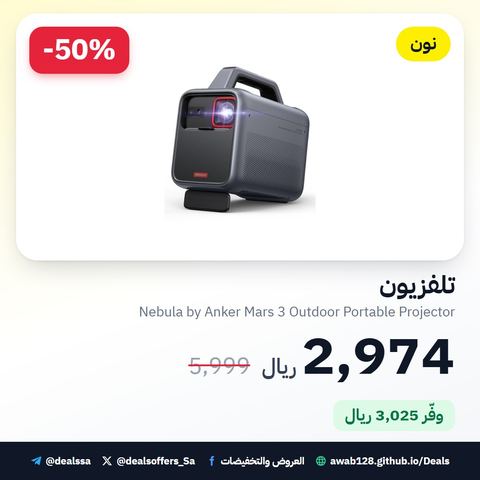 -50%
نون
تلفزيون
Nebula by Anker Mars 3 Outdoor Portable Projector
2,974 ريال 5,999
وفّر 3,025 ريال
@dealssa @dealsoffers_Sa العروض والتخفيضات awab128.github.io/Deals